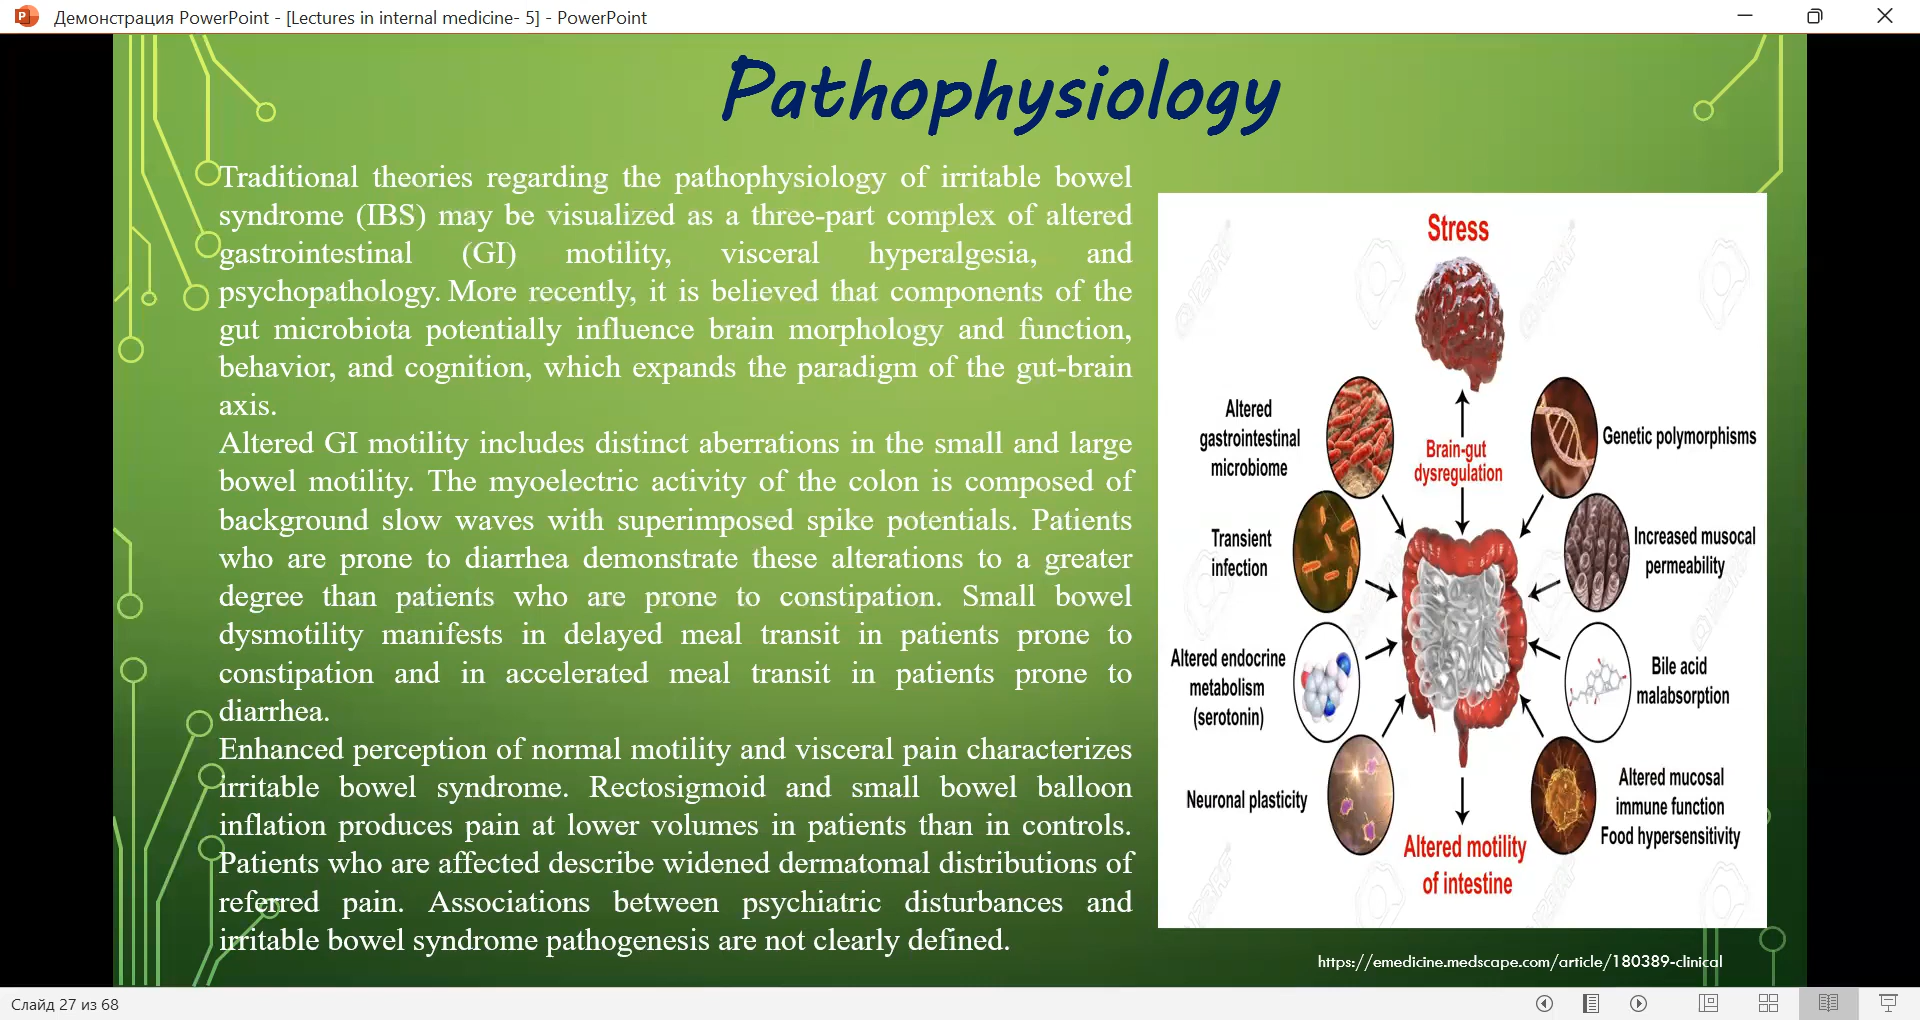 Демонстрация PowerPoint - [Lectures in internal medicine- 5] - PowerPoint
Pathophysiology
Traditional theories regarding the pathophysiology of irritable bowel
syndrome (IBS) may be visualized as a three-part complex of altered
gastrointestinal (GI) motility, visceral hyperalgesia, and
psychopathology. More recently, it is believed that components of the
gut microbiota potentially influence brain morphology and function,
behavior, and cognition, which expands the paradigm of the gut-brain
axis.
Altered GI motility includes distinct aberrations in the small and large
bowel motility. The myoelectric activity of the colon is composed of
background slow waves with superimposed spike potentials. Patients
who are prone to diarrhea demonstrate these alterations to a greater
degree than patients who are prone to constipation. Small bowel
dysmotility manifests in delayed meal transit in patients prone to
constipation and in accelerated meal transit in patients prone to
diarrhea.
Enhanced perception of normal motility and visceral pain characterizes
irritable bowel syndrome. Rectosigmoid and small bowel balloon
inflation produces pain at lower volumes in patients than in controls.
Patients who are affected describe widened dermatomal distributions of
referred pain. Associations between psychiatric disturbances and
irritable bowel syndrome pathogenesis are not clearly defined.
Stress
Brain-gut
dysregulation
Altered
gastrointestinal
microbiome
Genetic polymorphisms
Transient
infection
Increased musocal
permeability
Altered endocrine
metabolism
(serotonin)
Bile acid
malabsorption
Neuronal plasticity
Altered mucosal
immune function
Food hypersensitivity
Altered motility
of intestine
https://emedicine.medscape.com/article/180389-clinical
Слайд 27 из 68